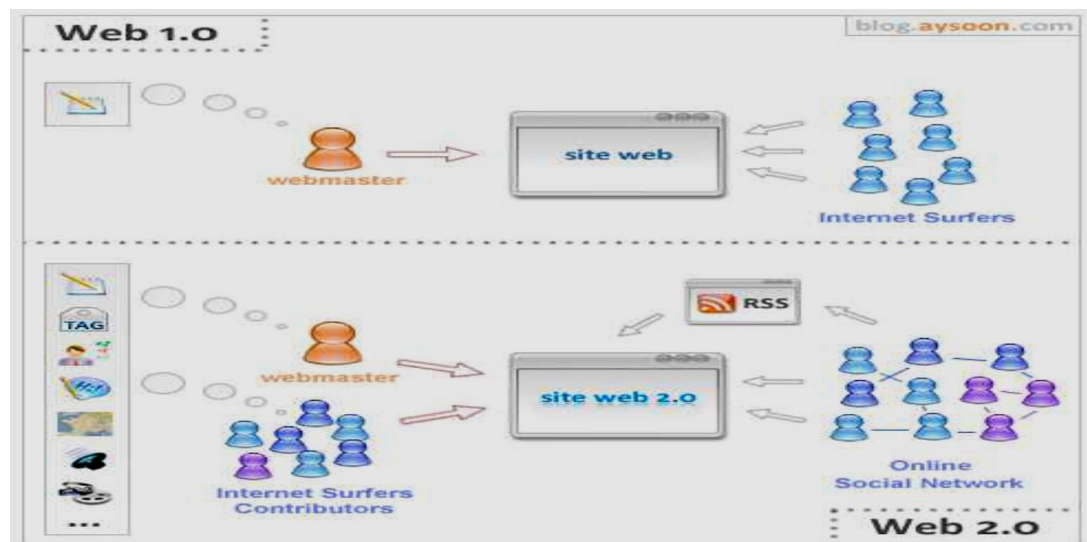 Web 1.0
blog.aysoon.com
webmaster
site web
Internet Surfers
TAG
RSS
webmaster
site web 2.0
Internet Surfers
Contributors
Online
Social Network
...
Web 2.0